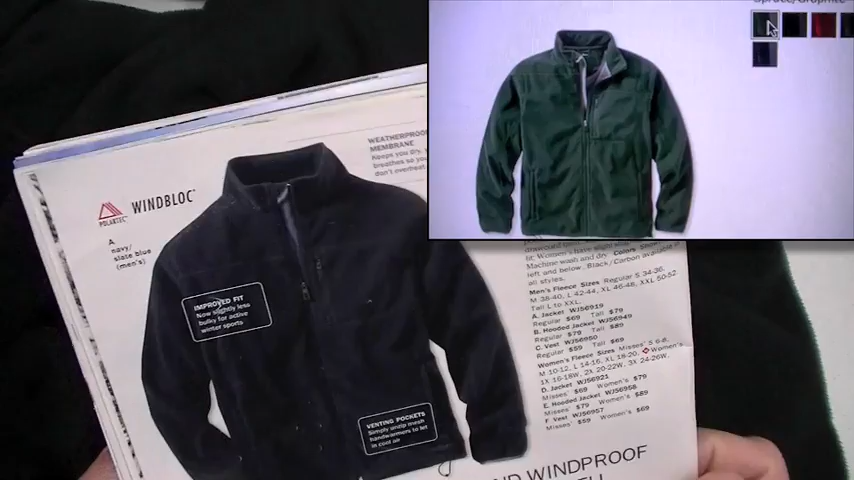 Spruce/Graphite
WEATHERPROOF
MEMBRANE
Keeps you dry,
breathes so you
don't overheat
POLARTEC
WINDBLOC
A
navy/
slate blue
(men's)
IMPROVED FIT
Now slightly less
bulky for active
winter sports
VENTING POCKETS
Simply unzip mesh
handwarmers to let
in cool air
Machine wash and dry. Colors
left and below, Black/Carbon available in
all styles.
Men's Fleece Sizes Regular S 34-36,
M 38-40, L 42-44, XL 46-48, XXL 50-52
Tall L to XXL.
A. Jacket WJ56919
Regular $69 Tall $79
B. Hooded Jacket WJ56949
Regular $79 Tall $89
C. Vest WJ56950
Regular $59 Tall $69
Women's Fleece Sizes Misses' S 6-8,
M 10-12, L 14-16, XL 18-20. Women's
1X 16-18W, 2X 20-22W, 3X 24-26W.
D. Jacket WJ56921
Misses' $69 Women's $79
E. Hooded Jacket WJ56958
Misses' $79 Women's $89
F. Vest WJ56957
Misses' $59 Women's $69
WINDPROOF